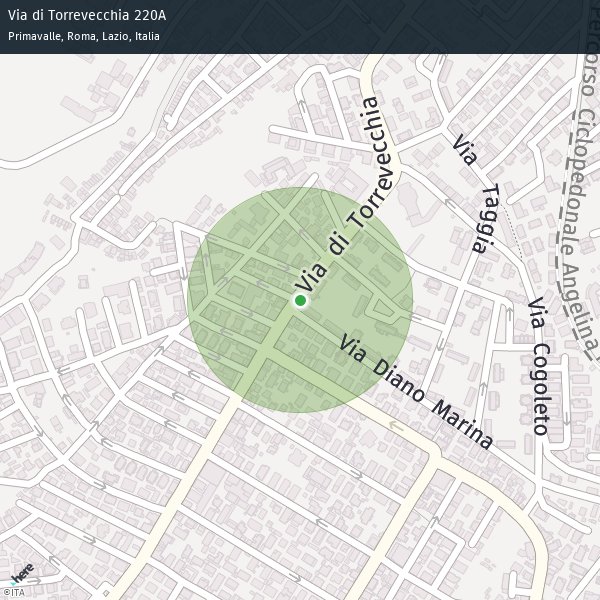 Via di Torrevecchia 220A
Primavalle, Roma, Lazio, Italia
Percorso Ciclopedonale Angelina
Via di Torrevecchia
Via Taggia
Via Cogoleto
Via Diano Marina
here
©ITA